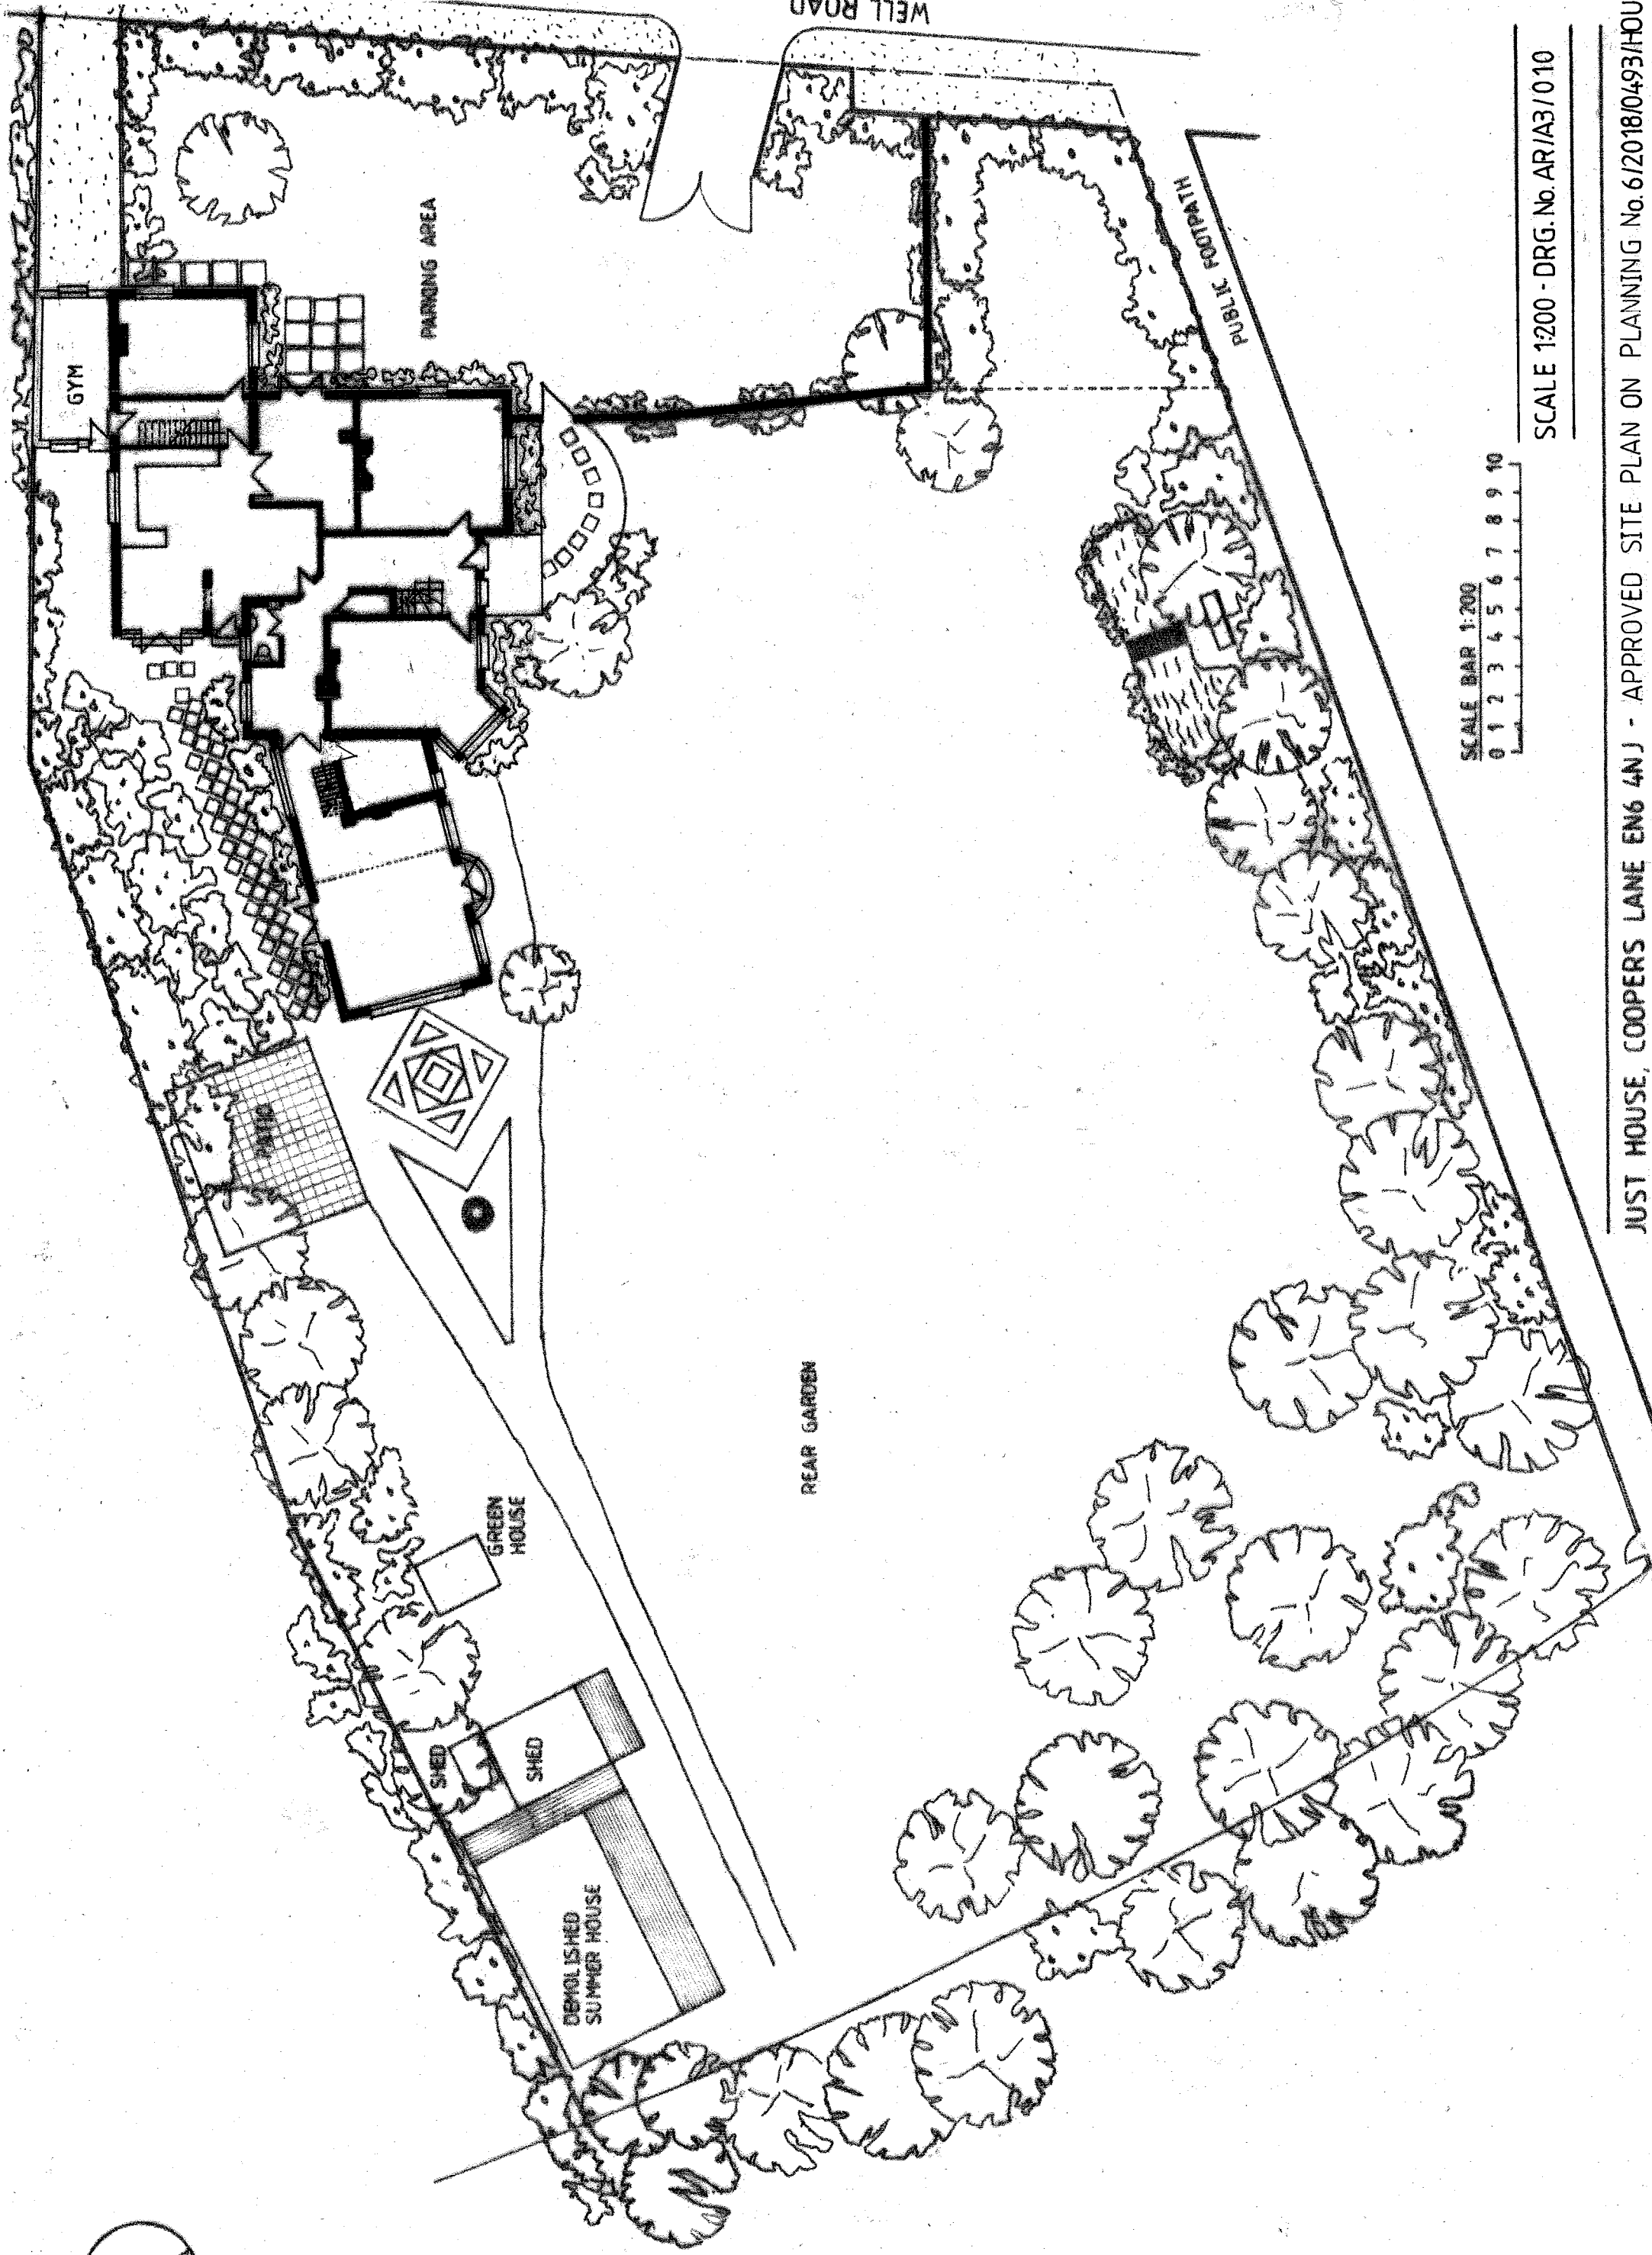 WELL ROAD
GYM
PARKING AREA
PUBLIC FOOTPATH
PATIO
REAR GARDEN
GREEN
HOUSE
SHED
SHED
DEMOLISHED
SUMMER HOUSE
SCALE BAR 1:200
0 1 2 3 4 5 6 7 8 9 10
SCALE 1:200 - DRG. No. AR/A3/010
JUST HOUSE, COOPERS LANE EN6 4NJ - APPROVED SITE PLAN ON PLANNING No. 6/2018/0493/HOU